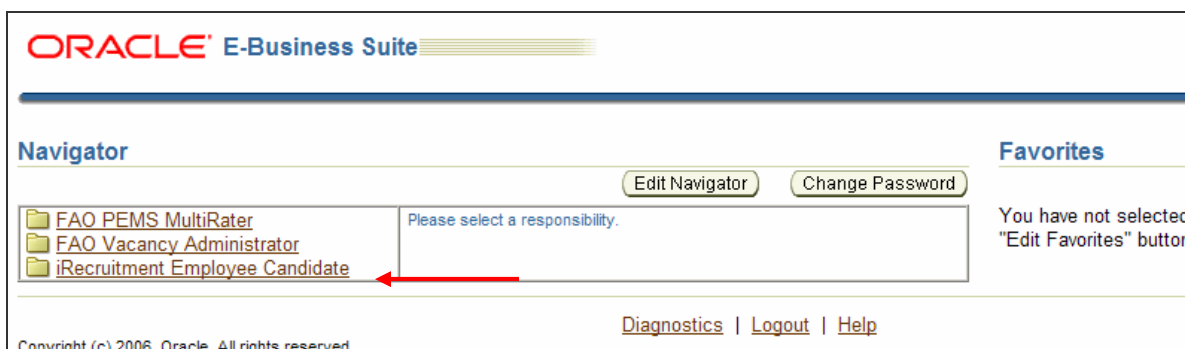 ORACLE E-Business Suite
Navigator
Favorites
Edit Navigator
Change Password
FAO PEMS MultiRater
Please select a responsibility.
You have not selected
FAO Vacancy Administrator
"Edit Favorites" button
iRecruitment Employee Candidate
Diagnostics | Logout | Help
Copyright (c) 2006, Oracle. All rights reserved.